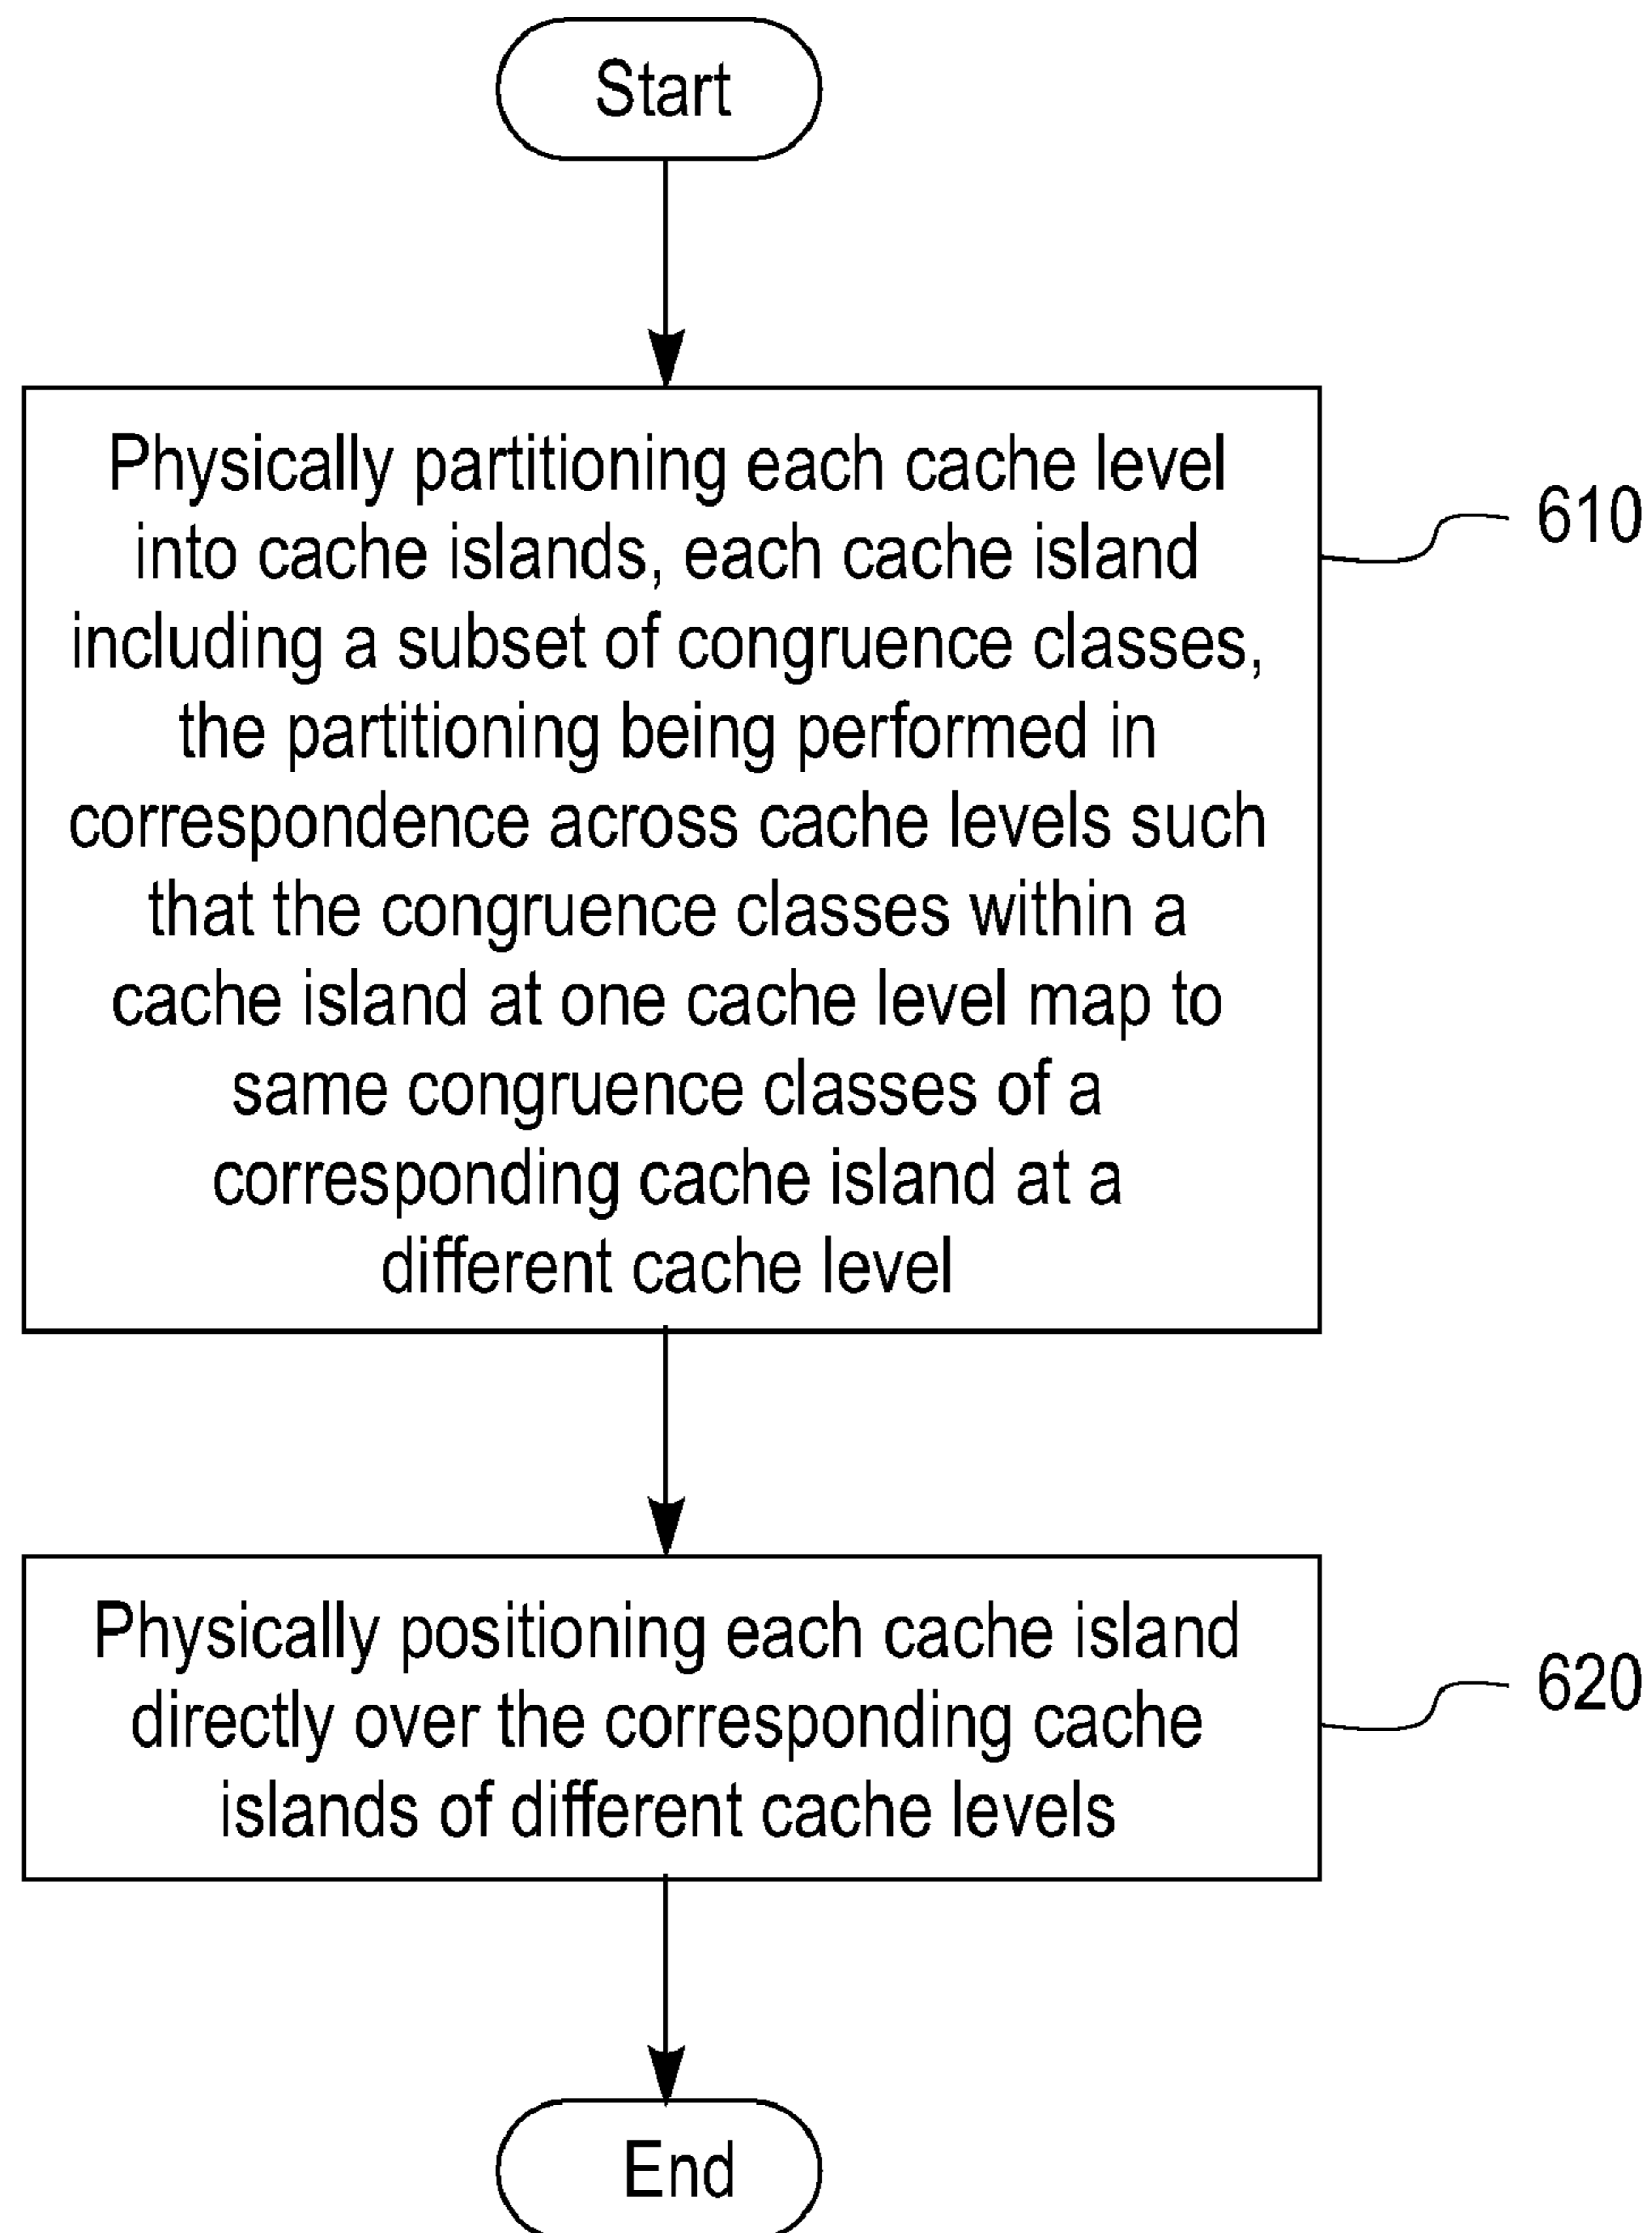 Start
Physically partitioning each cache level
into cache islands, each cache island
including a subset of congruence classes,
the partitioning being performed in
correspondence across cache levels such
that the congruence classes within a
cache island at one cache level map to
same congruence classes of a
corresponding cache island at a
different cache level
610
Physically positioning each cache island
directly over the corresponding cache
islands of different cache levels
620
End